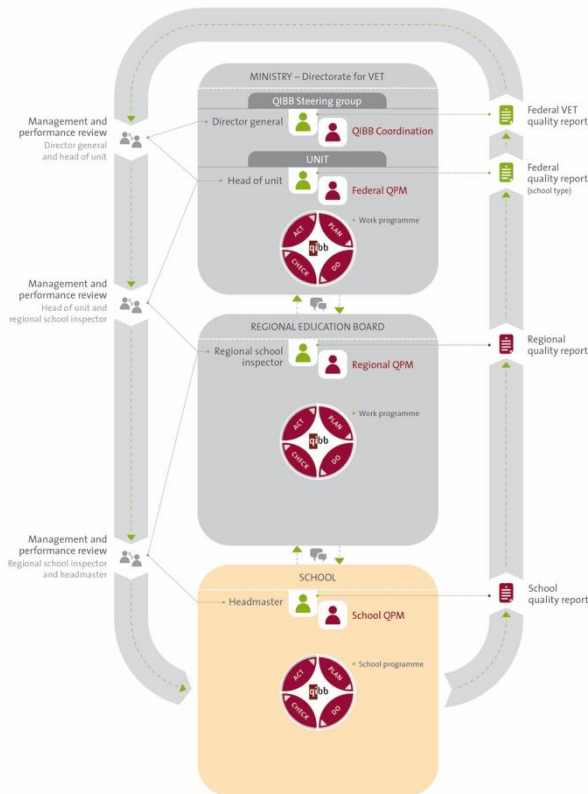 MINISTRY – Directorate for VET
QIBB Steering group
Director general
QIBB Coordination
UNIT
Head of unit
Federal QPM
Work programme
ACT
PLAN
CHECK
DO
qibb
REGIONAL EDUCATION BOARD
Regional school
inspector
Regional QPM
Work programme
ACT
PLAN
CHECK
DO
qibb
SCHOOL
Headmaster
School QPM
School programme
ACT
PLAN
CHECK
DO
qibb
Management and
performance review
Director general
and head of unit
Management and
performance review
Head of unit and
regional school inspector
Management and
performance review
Regional school inspector
and headmaster
Federal VET
quality report
Federal
quality report
(school type)
Regional
quality report
School
quality report